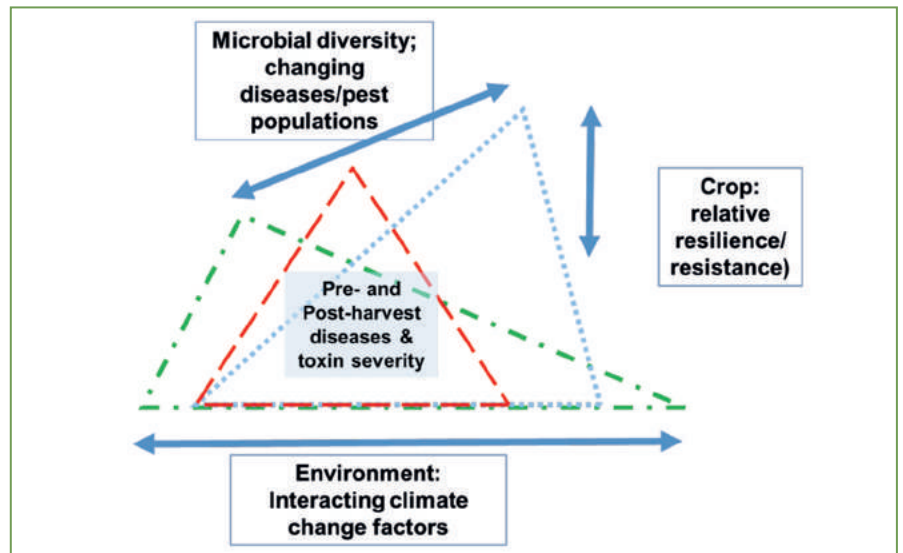 Microbial diversity;
changing
diseases/pest
populations
Crop:
relative
resilience/
resistance)
Pre- and
Post-harvest
diseases &
toxin severity
Environment:
Interacting climate
change factors